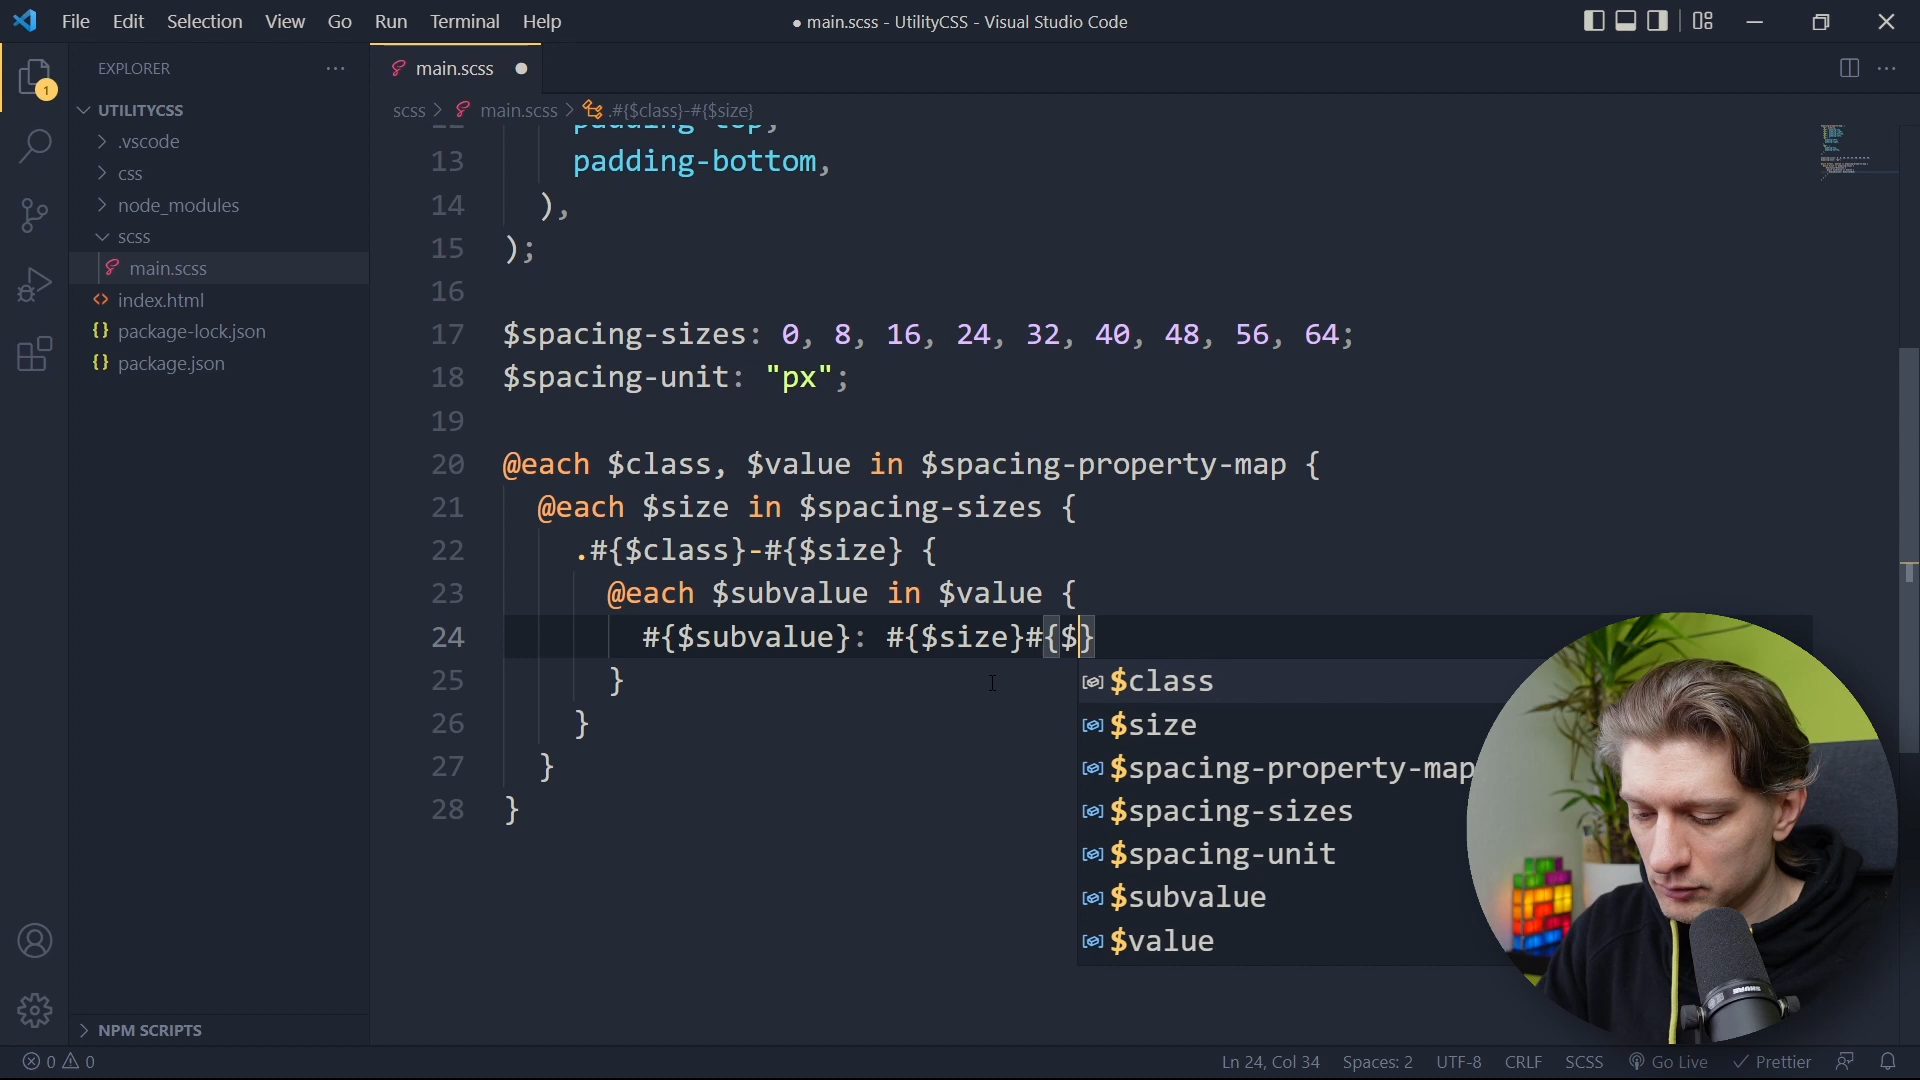 File Edit Selection View Go Run Terminal Help
● main.scss - UtilityCSS - Visual Studio Code
EXPLORER
main.scss
1
UTILITYCSS
.vscode
css
node_modules
scss
main.scss
index.html
package-lock.json
package.json
NPM SCRIPTS
scss > main.scss > .#{$class}-#{$size}
12 padding-top,
13 padding-bottom,
14 ),
15 );
16
17 $spacing-sizes: 0, 8, 16, 24, 32, 40, 48, 56, 64;
18 $spacing-unit: "px";
19
20 @each $class, $value in $spacing-property-map {
21 @each $size in $spacing-sizes {
22 .#{$class}-#{$size} {
23 @each $subvalue in $value {
24 #{$subvalue}: #{$size}#{$}
25 }
26 }
27 }
28 }
$class
$size
$spacing-property-map
$spacing-sizes
$spacing-unit
$subvalue
$value
0 0
Ln 24, Col 34 Spaces: 2 UTF-8 CRLF SCSS Go Live Prettier